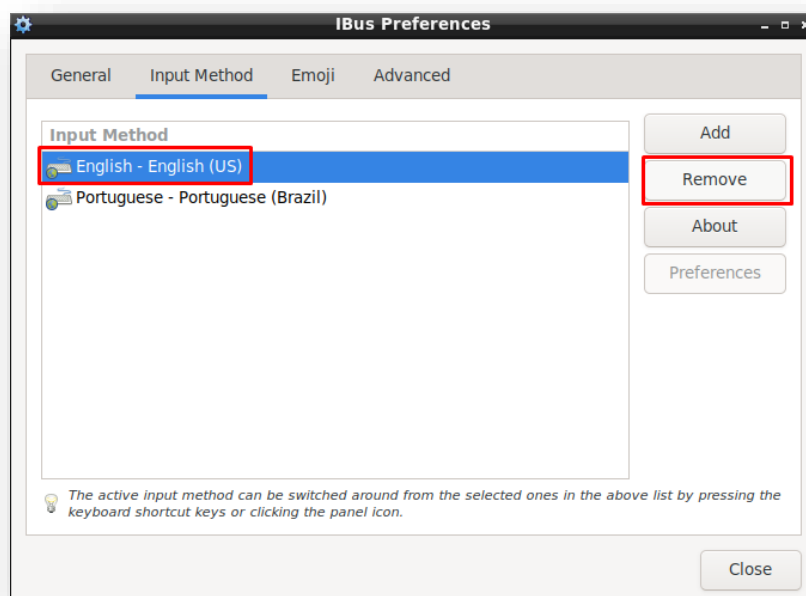 IBus Preferences
General Input Method Emoji Advanced
Input Method
English - English (US)
Portuguese - Portuguese (Brazil)
Add
Remove
About
Preferences
The active input method can be switched around from the selected ones in the above list by pressing the
keyboard shortcut keys or clicking the panel icon.
Close